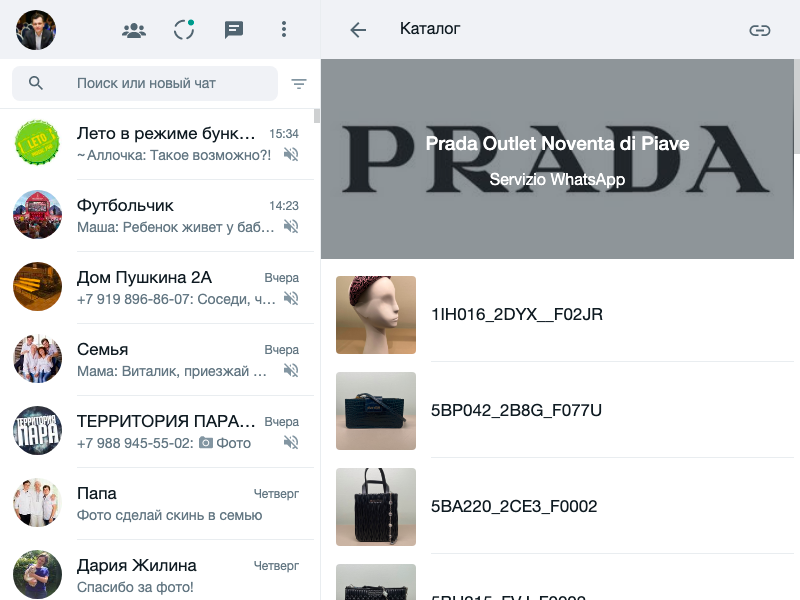 Каталог
Поиск или новый чат
Лето в режиме бунк… 15:34
~Аллочка: Такое возможно?!
Футбольчик 14:23
Маша: Ребенок живет у баб…
Дом Пушкина 2А Вчера
+7 919 896-86-07: Соседи, ч…
Семья Вчера
Мама: Виталик, приезжай …
ТЕРРИТОРИЯ ПАРА… Вчера
+7 988 945-55-02: Фото
Папа Четверг
Фото сделай скинь в семью
Дария Жилина Четверг
Спасибо за фото!
ЛЕТО
ТЕРРИТОРИЯ
ПАРА
PRADA
Prada Outlet Noventa di Piave
Servizio WhatsApp
1IH016_2DYX__F02JR
5BP042_2B8G_F077U
5BA220_2CE3_F0002